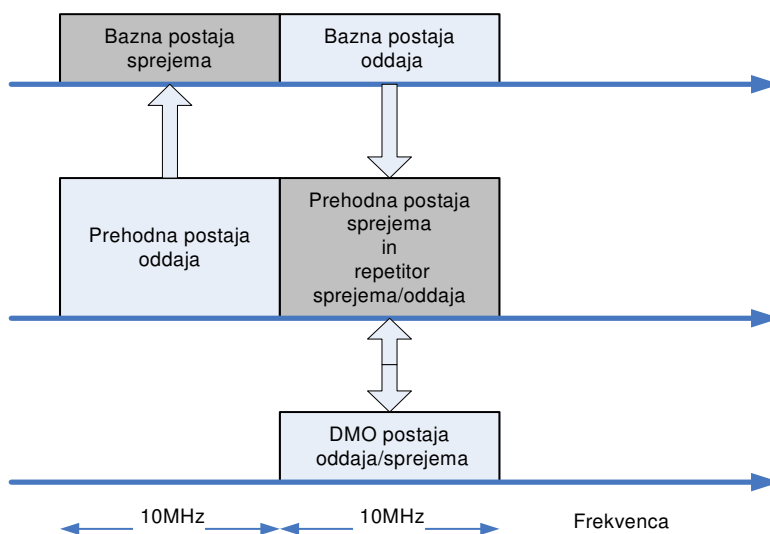 Bazna postaja
sprejema
Bazna postaja
oddaja
Prehodna postaja
oddaja
Prehodna postaja
sprejema
in
repetitor
sprejema/oddaja
DMO postaja
oddaja/sprejema
10MHz
10MHz
Frekvenca